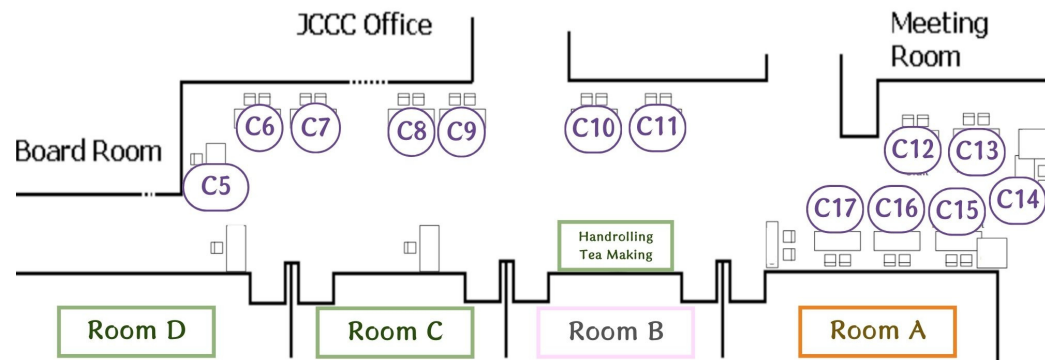 JCCC Office
Meeting
Room
C6
C7
C8
C9
C10
C11
C12
C13
Board Room
C5
C14
C17
C16
C15
Handrolling
Tea Making
Room D
Room C
Room B
Room A